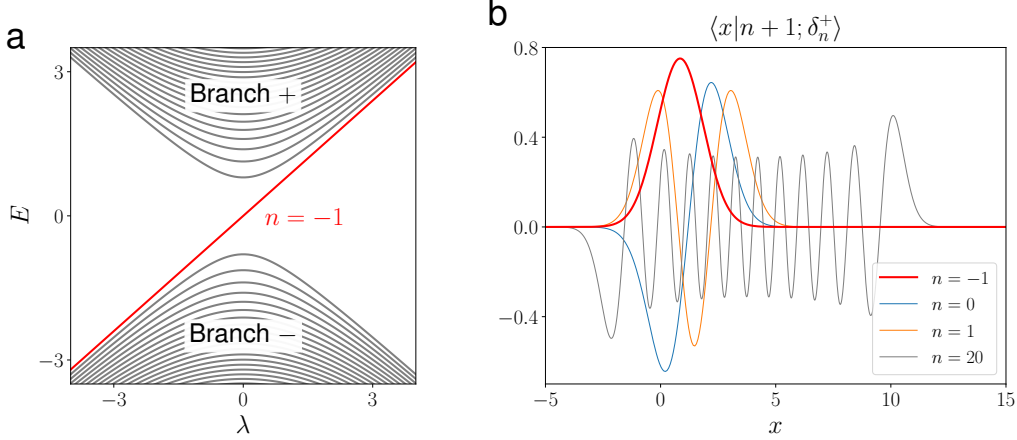 a
3
0
−3
E
Branch +
n = −1
Branch −
−3
0
3
λ
b
⟨x|n + 1; δₙ⁺⟩
0.8
0.4
0.0
−0.4
n = −1
n = 0
n = 1
n = 20
−5
0
5
10
15
x